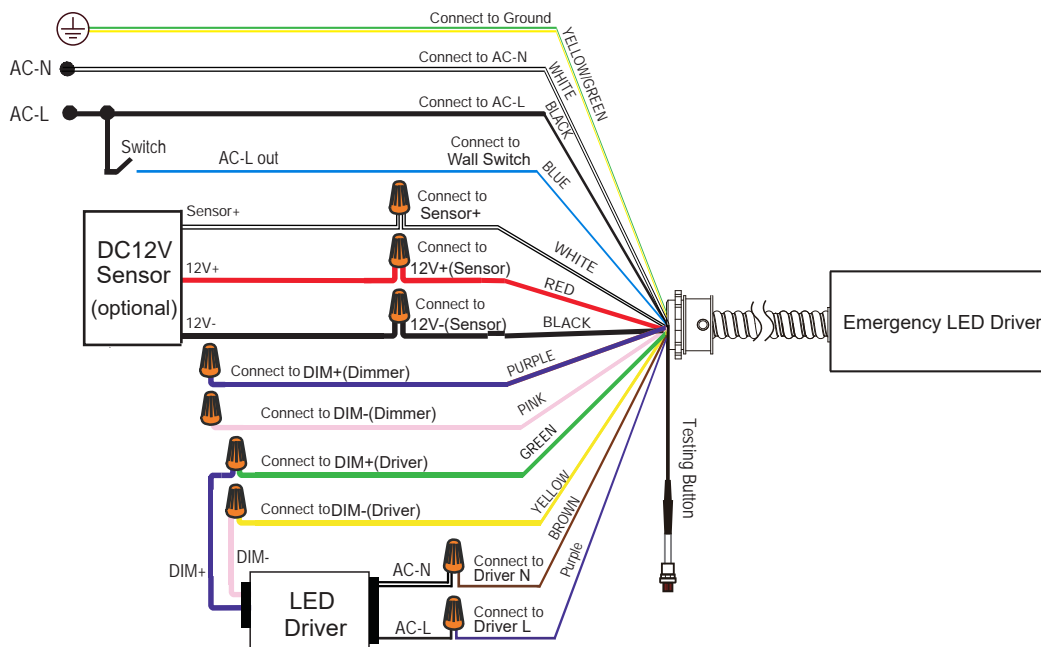 Connect to Ground
YELLOW/GREEN
AC-N
Connect to AC-N
WHITE
AC-L
Connect to AC-L
BLACK
Switch
AC-L out
Connect to
Wall Switch
BLUE
DC12V
Sensor
(optional)
Sensor+
Connect to
Sensor+
WHITE
12V+
Connect to
12V+(Sensor)
RED
12V-
Connect to
12V-(Sensor)
BLACK
Emergency LED Driver
Connect to DIM+(Dimmer)
PURPLE
Connect to DIM-(Dimmer)
PINK
Connect to DIM+(Driver)
GREEN
Connect to DIM-(Driver)
YELLOW
BROWN
Purple
Testing Button
DIM+
DIM-
LED
Driver
AC-N
Connect to
Driver N
AC-L
Connect to
Driver L